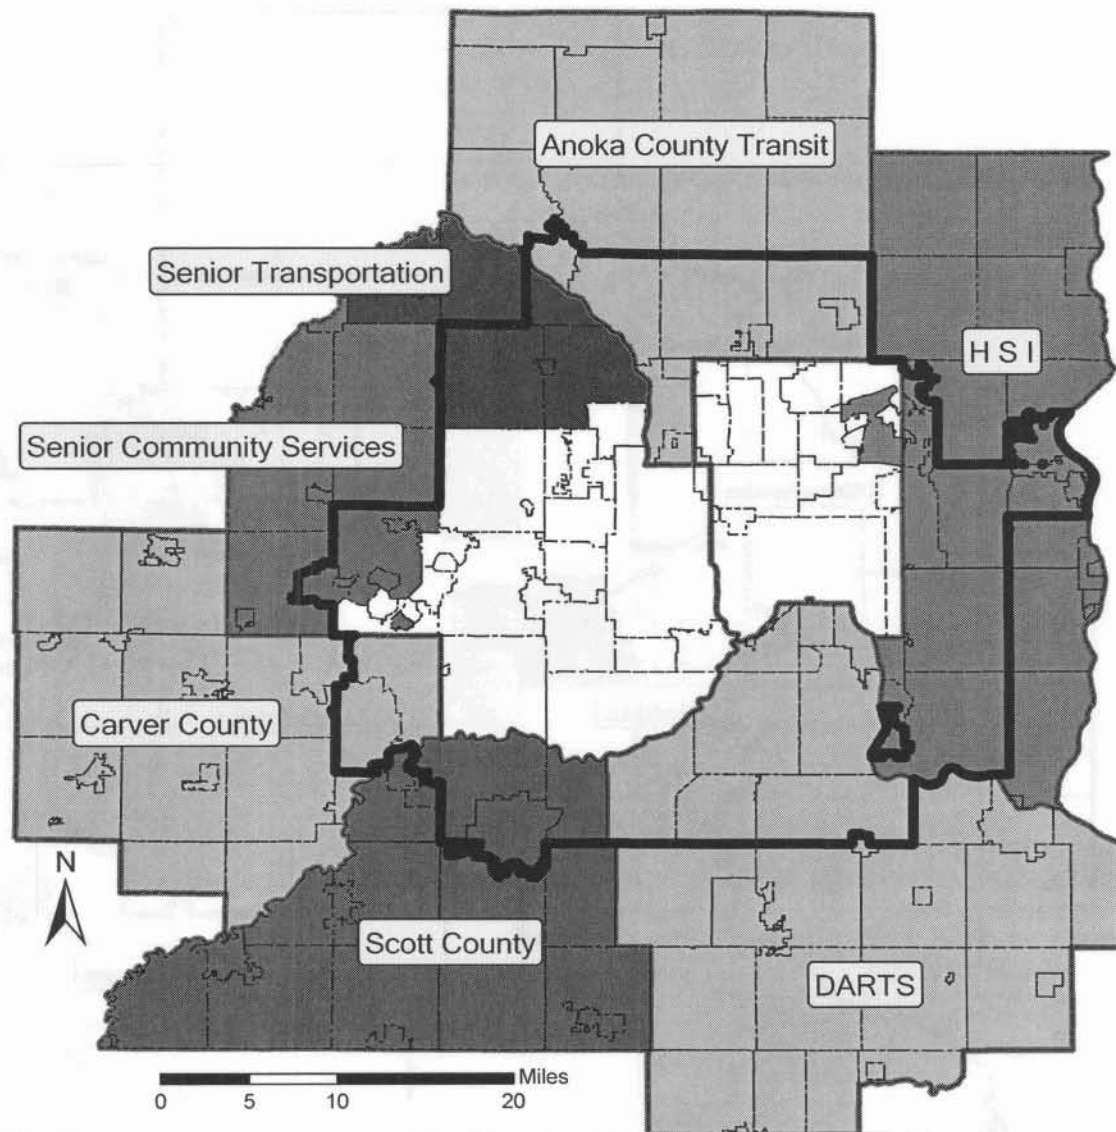 Anoka County Transit
Senior Transportation
H S I
Senior Community Services
Carver County
N
Scott County
DARTS
Miles
0 5 10 20